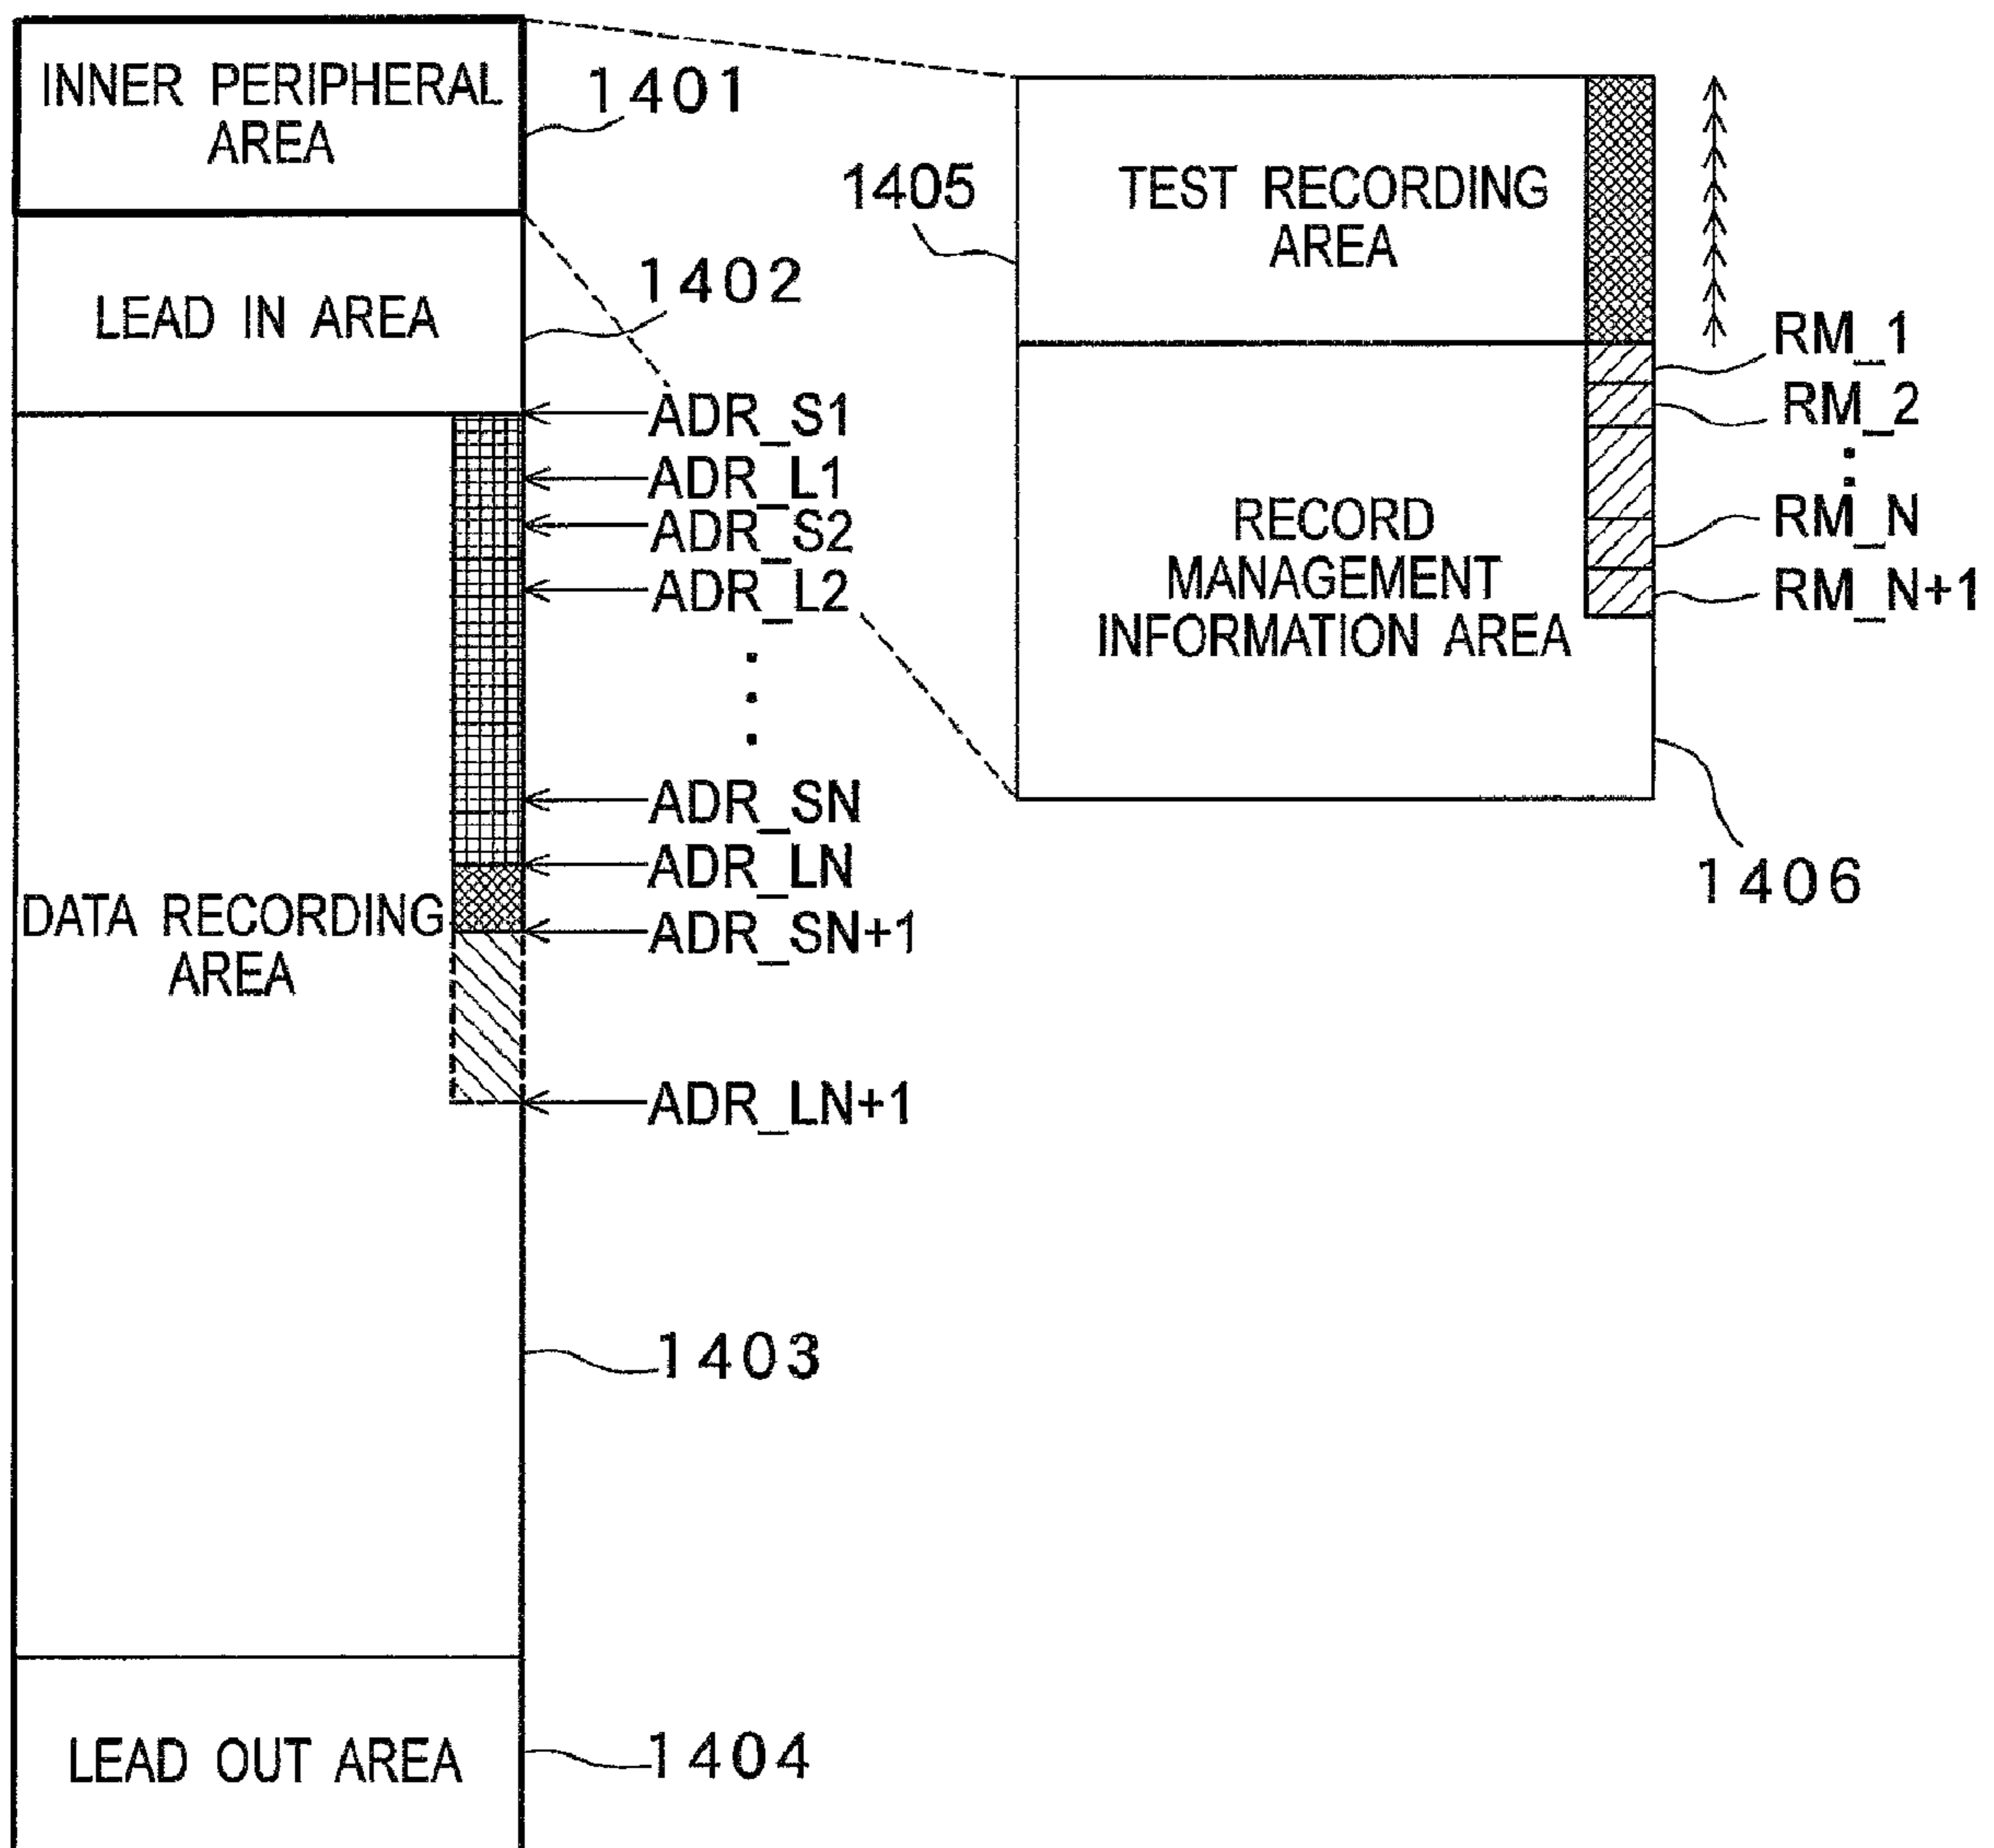 INNER PERIPHERAL
AREA
1401
LEAD IN AREA
1402
ADR_S1
ADR_L1
ADR_S2
ADR_L2
ADR_SN
ADR_LN
ADR_SN+1
ADR_LN+1
DATA RECORDING
AREA
1403
LEAD OUT AREA
1404
1405
TEST RECORDING
AREA
RECORD
MANAGEMENT
INFORMATION AREA
RM_1
RM_2
RM_N
RM_N+1
1406